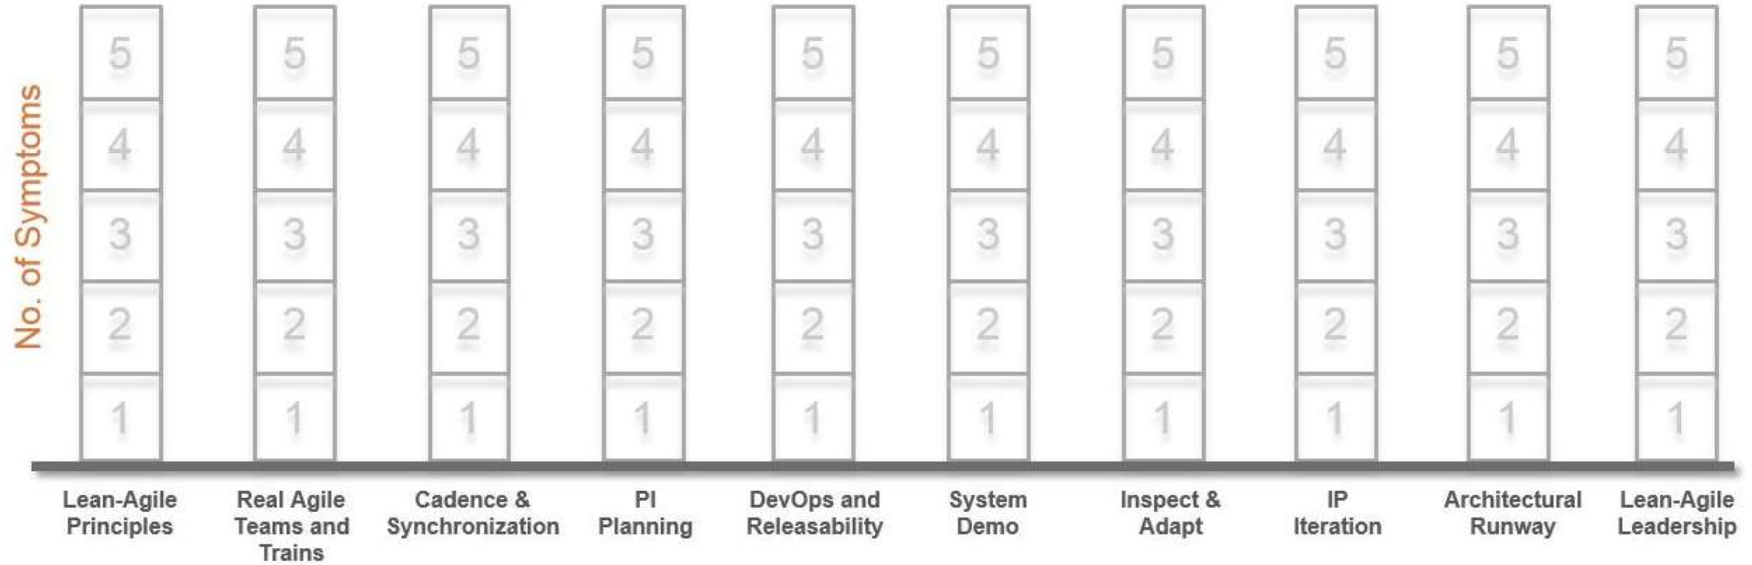 No. of Symptoms
5 5 5 5 5 5 5 5 5 5
4 4 4 4 4 4 4 4 4 4
3 3 3 3 3 3 3 3 3 3
2 2 2 2 2 2 2 2 2 2
1 1 1 1 1 1 1 1 1 1
Lean-Agile
Principles
Real Agile
Teams and
Trains
Cadence &
Synchronization
PI
Planning
DevOps and
Releasability
System
Demo
Inspect &
Adapt
IP
Iteration
Architectural
Runway
Lean-Agile
Leadership